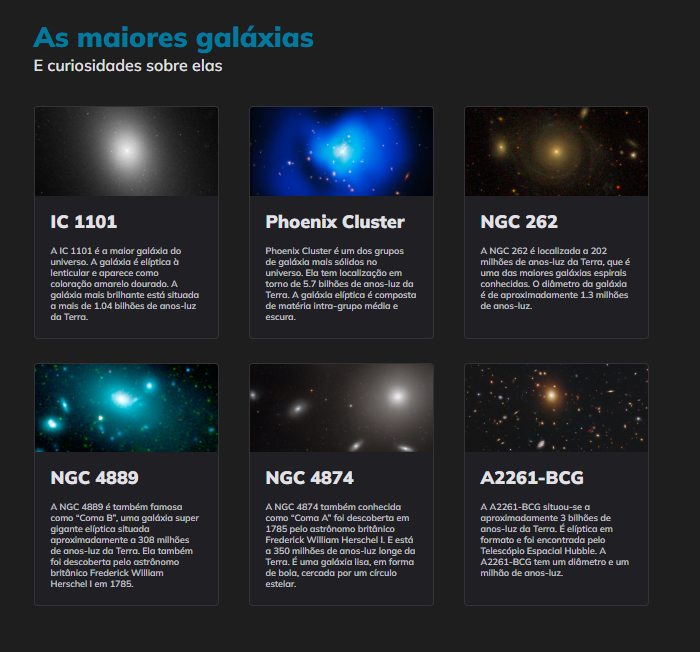 As maiores galáxias
E curiosidades sobre elas
IC 1101
A IC 1101 é a maior galáxia do
universo. A galáxia é elíptica à
lenticular e aparece como
coloração amarelo dourado. A
galáxia mais brilhante está situada
a mais de 1.04 bilhões de anos-luz
da Terra.
Phoenix Cluster
Phoenix Cluster é um dos grupos
de galáxia mais sólidos no
universo. Ela tem localização em
torno de 5.7 bilhões de anos-luz da
Terra. A galáxia elíptica é composta
de matéria intra-grupo média e
escura.
NGC 262
A NGC 262 é localizada a 202
milhões de anos-luz da Terra, que é
uma das maiores galáxias espirais
conhecidas. O diâmetro da galáxia
é de aproximadamente 1.3 milhões
de anos-luz.
NGC 4889
A NGC 4889 é também famosa
como “Coma B”, uma galáxia super
gigante elíptica situada
aproximadamente a 308 milhões
de anos-luz da Terra. Ela também
foi descoberta pelo astrônomo
britânico Frederick William
Herschel I em 1785.
NGC 4874
A NGC 4874 também conhecida
como “Coma A” foi descoberta em
1785 pelo astrônomo britânico
Frederick William Herschel I. E está
a 350 milhões de anos-luz longe da
Terra. É uma galáxia lisa, em forma
de bola, cercada por um círculo
estelar.
A2261-BCG
A A2261-BCG situou-se a
aproximadamente 3 bilhões de
anos-luz da Terra. É elíptica em
formato e foi encontrada pelo
Telescópio Espacial Hubble. A
A2261-BCG tem um diâmetro e um
milhão de anos-luz.